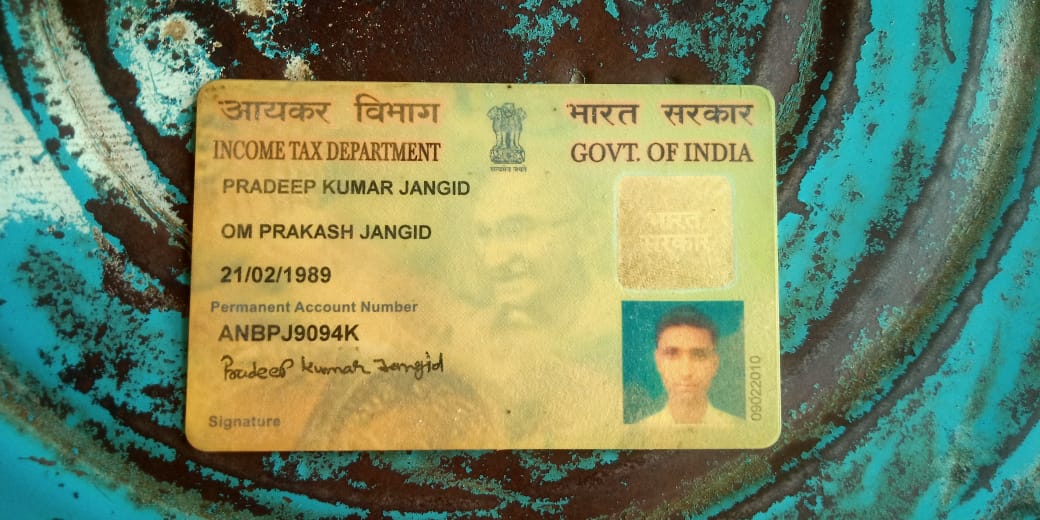 आयकर विभाग
INCOME TAX DEPARTMENT
सत्यमेव जयते
भारत सरकार
GOVT. OF INDIA
PRADEEP KUMAR JANGID
OM PRAKASH JANGID
21/02/1989
Permanent Account Number
ANBPJ9094K
Pradeep Kumar Jangid
Signature
भारत
सरकार
09022010